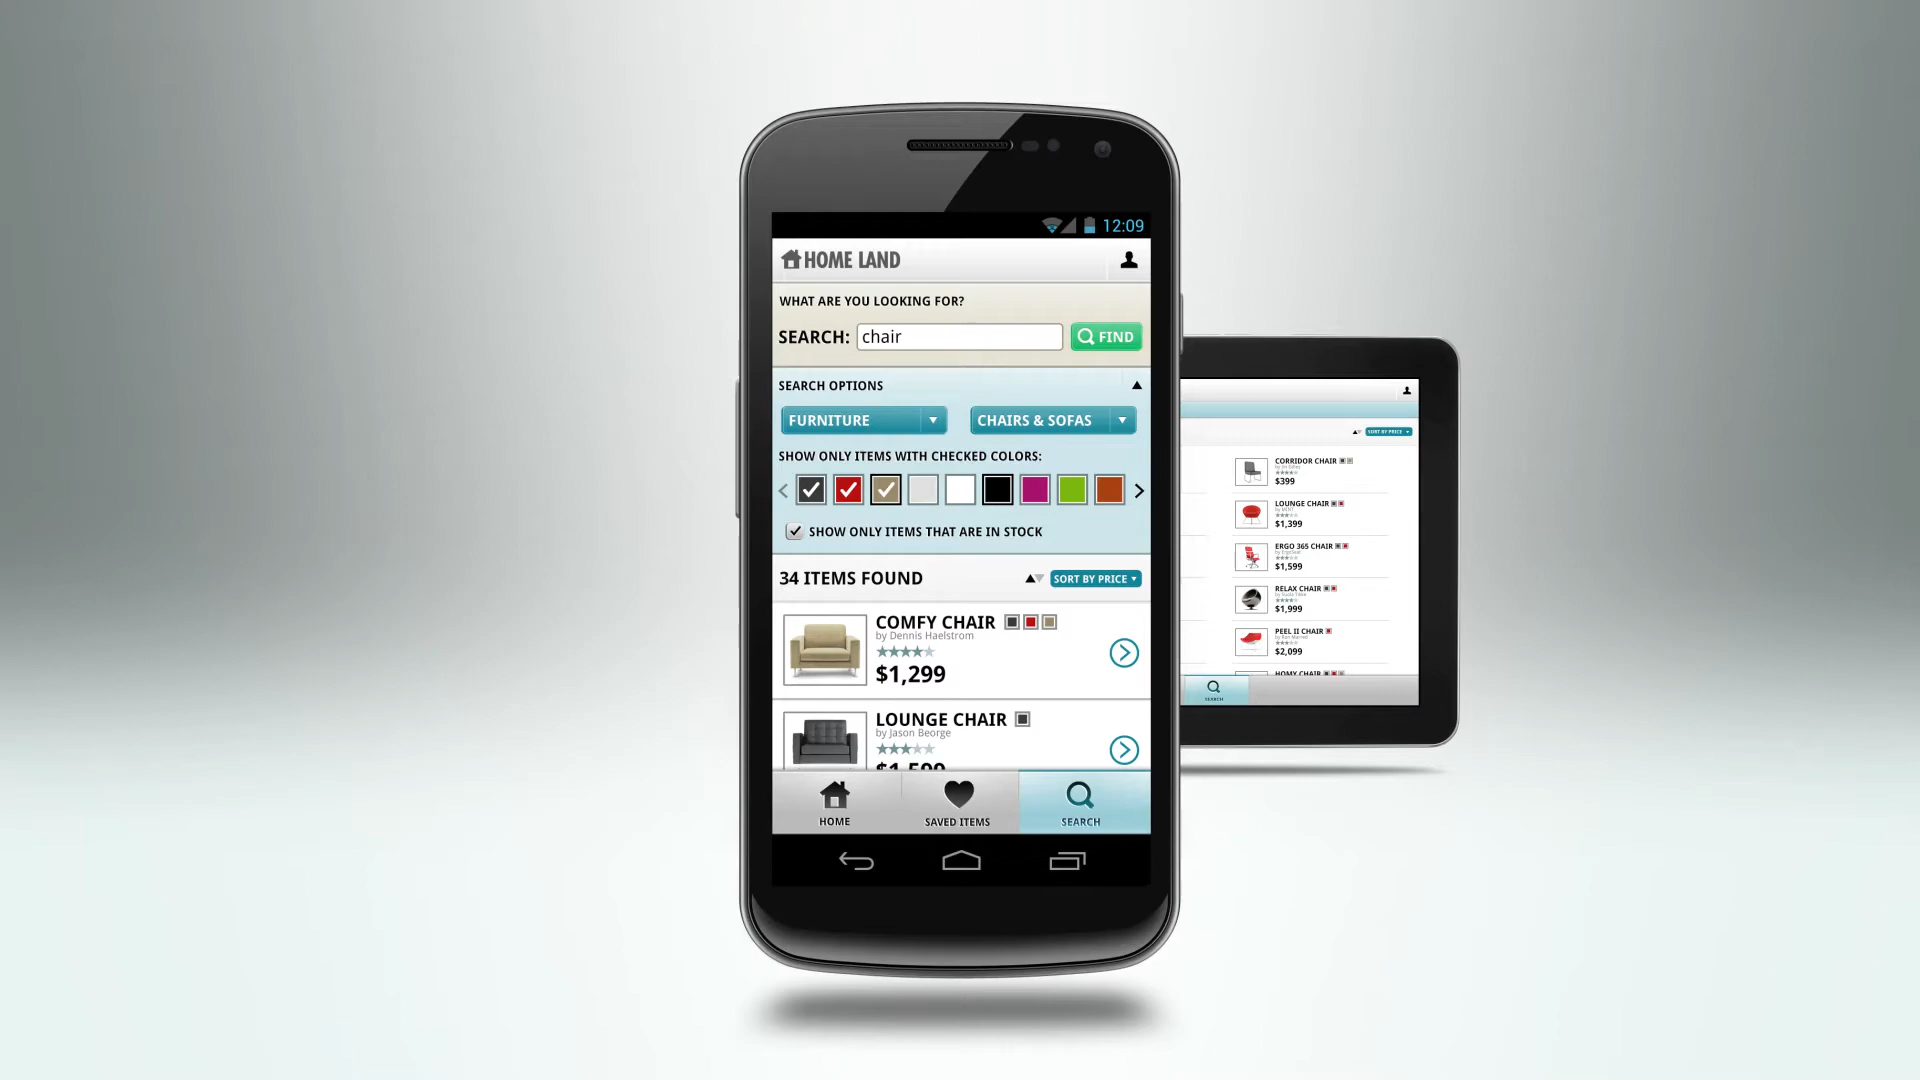 12:09
HOME LAND
WHAT ARE YOU LOOKING FOR?
SEARCH: chair FIND
SEARCH OPTIONS
FURNITURE CHAIRS & SOFAS
SHOW ONLY ITEMS WITH CHECKED COLORS:
SHOW ONLY ITEMS THAT ARE IN STOCK
34 ITEMS FOUND SORT BY PRICE
COMFY CHAIR
by Dennis Haelstrom
$1,299
LOUNGE CHAIR
by Jason Beorge
$1,599
HOME SAVED ITEMS SEARCH
SORT BY PRICE
CORRIDOR CHAIR
$399
LOUNGE CHAIR
$1,399
ERGO 365 CHAIR
$1,599
RELAX CHAIR
$1,999
PEEL II CHAIR
$2,099
HOMY CHAIR
SEARCH